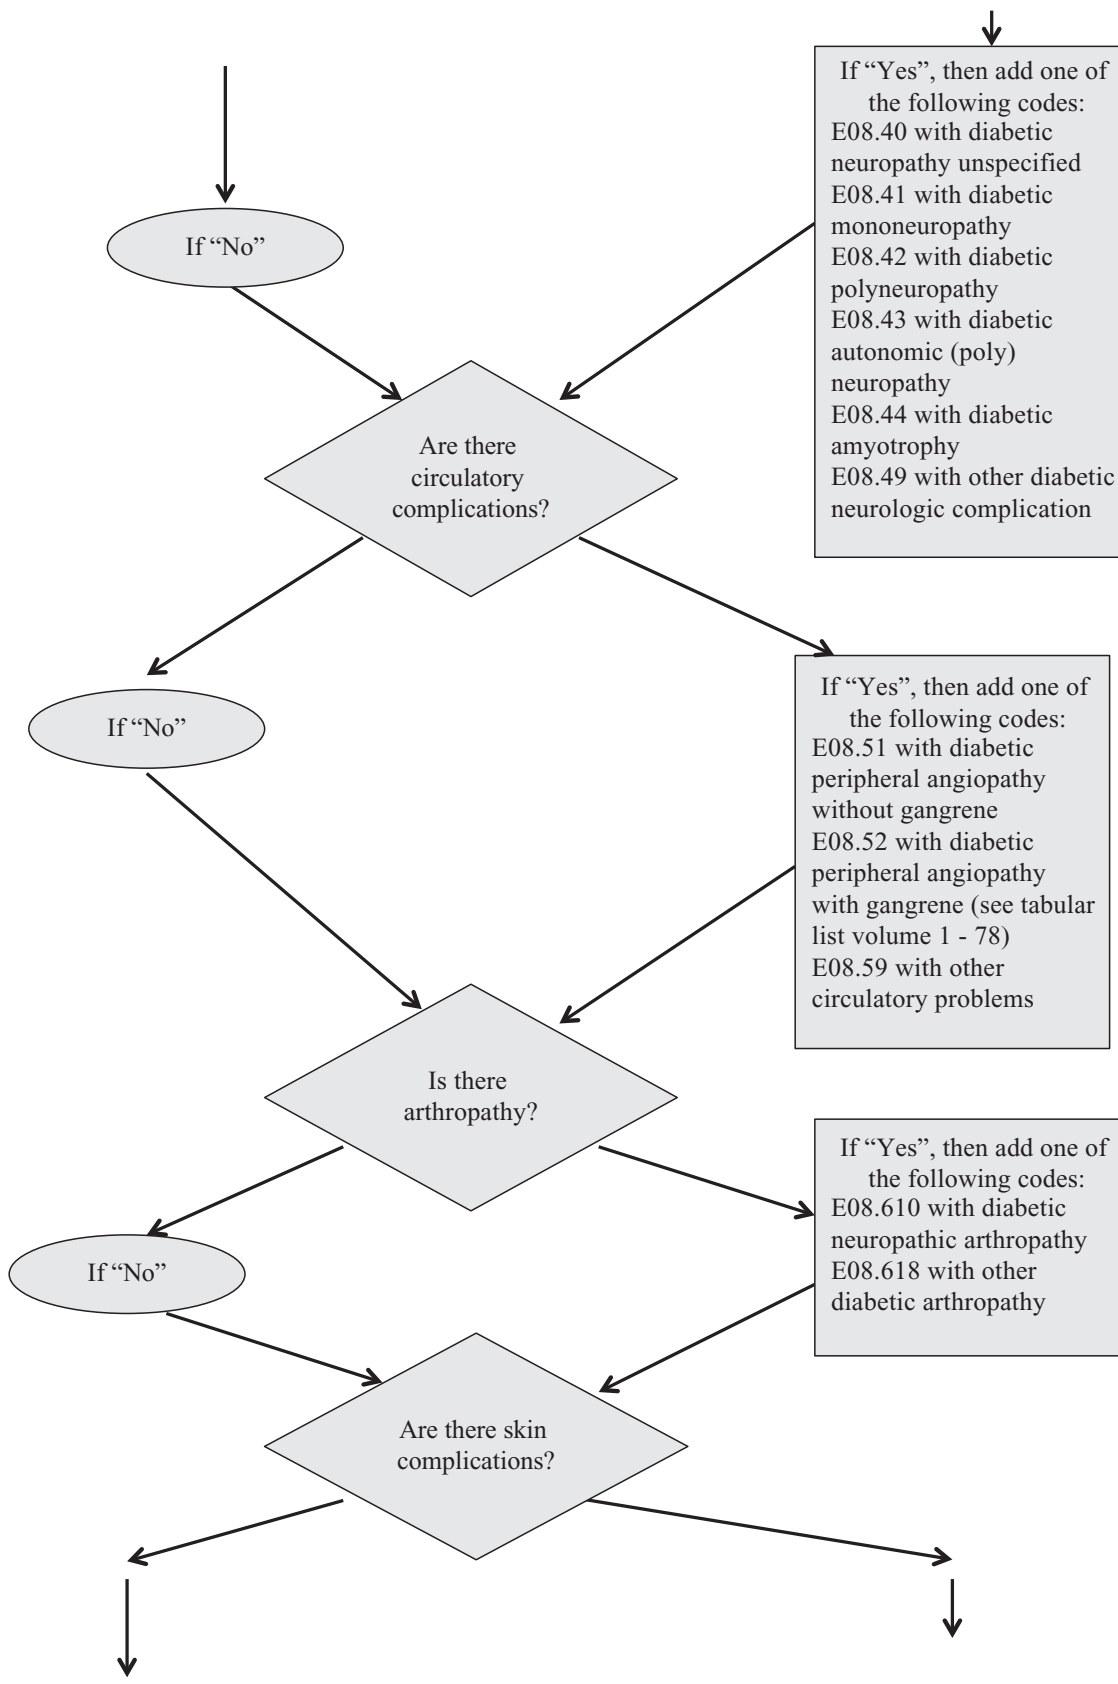 If “Yes”, then add one of
the following codes:
E08.40 with diabetic
neuropathy unspecified
E08.41 with diabetic
mononeuropathy
E08.42 with diabetic
polyneuropathy
E08.43 with diabetic
autonomic (poly)
neuropathy
E08.44 with diabetic
amyotrophy
E08.49 with other diabetic
neurologic complication
If “No”
Are there
circulatory
complications?
If “No”
If “Yes”, then add one of
the following codes:
E08.51 with diabetic
peripheral angiopathy
without gangrene
E08.52 with diabetic
peripheral angiopathy
with gangrene (see tabular
list volume 1 - 78)
E08.59 with other
circulatory problems
Is there
arthropathy?
If “No”
If “Yes”, then add one of
the following codes:
E08.610 with diabetic
neuropathic arthropathy
E08.618 with other
diabetic arthropathy
Are there skin
complications?